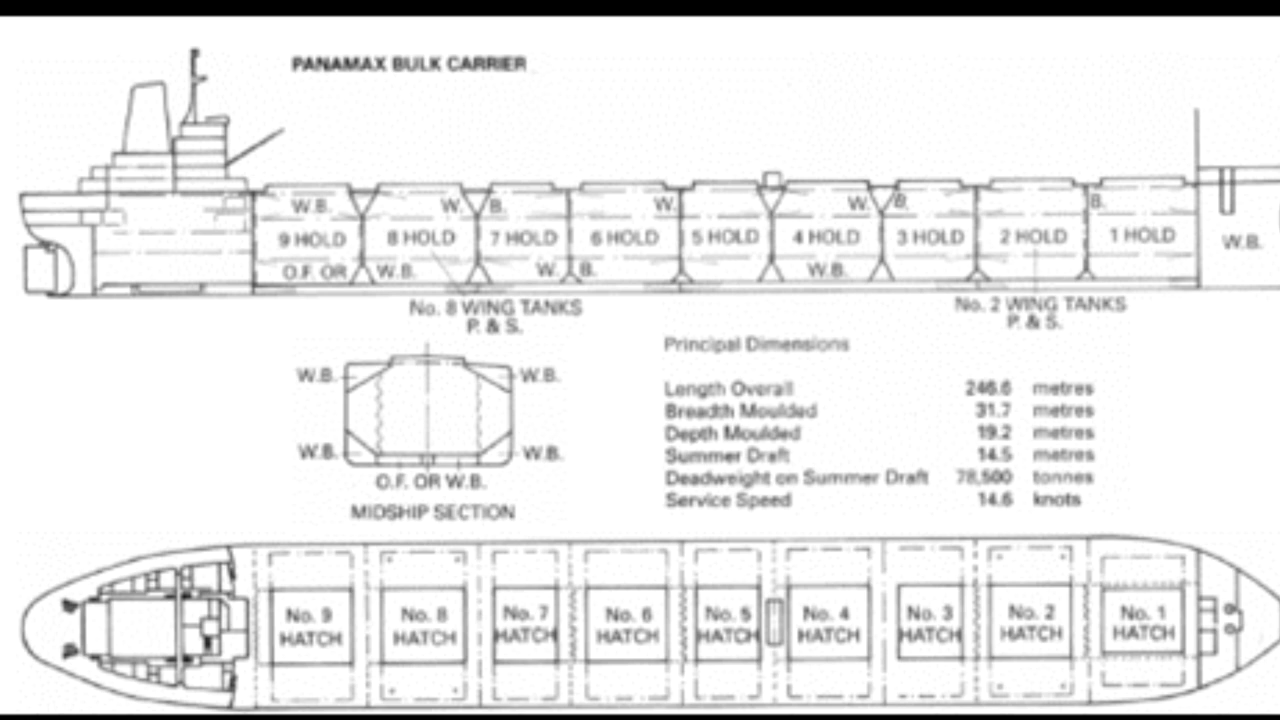 PANAMAX BULK CARRIER
W.B. W. B. W. W. B. B.
9 HOLD 8 HOLD 7 HOLD 6 HOLD 5 HOLD 4 HOLD 3 HOLD 2 HOLD 1 HOLD W.B.
O.F. OR W.B. W. B. W.B.
No. 8 WING TANKS
P. & S.
No. 2 WING TANKS
P. & S.
W.B. W.B.
W.B. W.B.
O.F. OR W.B.
MIDSHIP SECTION
Principal Dimensions
Length Overall 246.6 metres
Breadth Moulded 31.7 metres
Depth Moulded 19.2 metres
Summer Draft 14.5 metres
Deadweight on Summer Draft 78,500 tonnes
Service Speed 14.6 knots
No. 9 HATCH
No. 8 HATCH
No. 7 HATCH
No. 6 HATCH
No. 5 HATCH
No. 4 HATCH
No. 3 HATCH
No. 2 HATCH
No. 1 HATCH